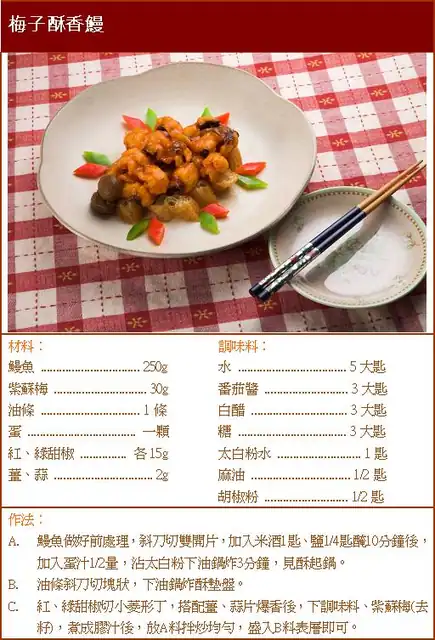 梅子酥香鰻
材料：
鰻魚 ................................ 250g
紫蘇梅 ............................ 30g
油條 ................................ 1 條
蛋 ................................ 一顆
紅、綠甜椒 ............... 各 15g
薑、蒜 .............................. 2g
調味料：
水 ................................ 5 大匙
番茄醬 ........................... 3 大匙
白醋 ............................... 3 大匙
糖 ................................ 3 大匙
太白粉水 ........................... 1 匙
麻油 ............................. 1/2 匙
胡椒粉 .......................... 1/2 匙
作法：
A. 鰻魚做好前處理，斜刀切雙開片，加入米酒1匙、鹽1/4匙醃10分鐘後，
加入蛋汁1/2量，沾太白粉下油鍋炸3分鐘，見酥起鍋。
B. 油條斜刀切塊狀，下油鍋炸酥墊盤。
C. 紅、綠甜椒切小菱形丁，搭配薑、蒜片爆香後，下調味料、紫蘇梅(去
籽)，煮成膠汁後，放A料拌炒均勻，盛入B料表層即可。